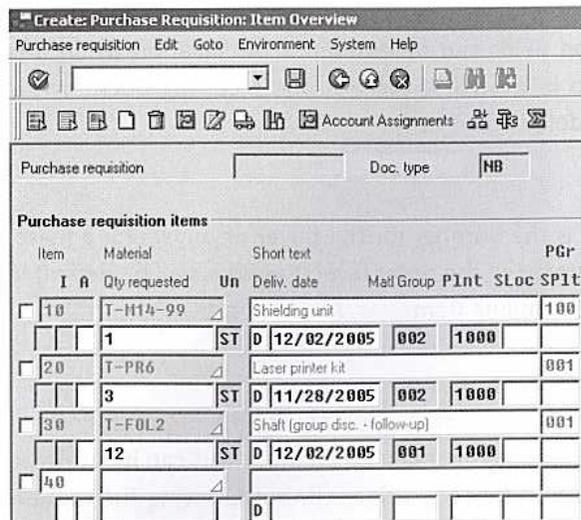 Create: Purchase Requisition: Item Overview
Purchase requisition Edit Goto Environment System Help
Account Assignments
Purchase requisition Doc. type NB
Purchase requisition items
Item Material Short text PGr
I A Qty requested Un Deliv. date Matl Group Plnt SLoc SPlt
10 T-M14-99 Shielding unit 100
1 ST D 12/02/2005 002 1000
20 T-PR6 Laser printer kit 001
3 ST D 11/28/2005 002 1000
30 T-FOL2 Shaft (group disc. - follow-up) 001
12 ST D 12/02/2005 001 1000
40
D